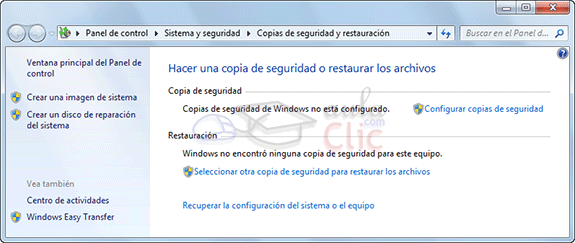 Panel de control ▸ Sistema y seguridad ▸ Copias de seguridad y restauración
Buscar en el Panel d...
Ventana principal del Panel de
control
Crear una imagen de sistema
Crear un disco de reparación
del sistema
Vea también
Centro de actividades
Windows Easy Transfer
Hacer una copia de seguridad o restaurar los archivos
Copia de seguridad
Copias de seguridad de Windows no está configurado.
Configurar copias de seguridad
Restauración
Windows no encontró ninguna copia de seguridad para este equipo.
Seleccionar otra copia de seguridad para restaurar los archivos
Recuperar la configuración del sistema o el equipo
aula
.com
Clic